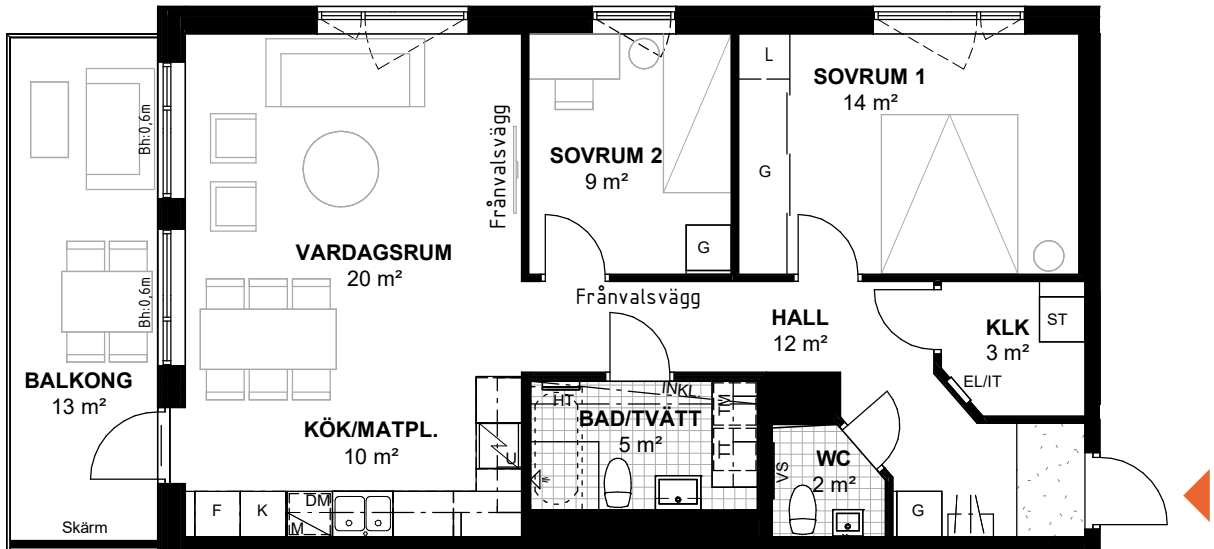 L
SOVRUM 1
14 m²
Bh:0,6m
Frånvalsvägg
SOVRUM 2
9 m²
G
G
VARDAGSRUM
20 m²
Bh:0,6m
Frånvalsvägg
HALL
12 m²
KLK
3 m²
ST
EL/IT
BALKONG
13 m²
HT
INKL
TM
BAD/TVÄTT
5 m²
TT
KÖK/MATPL.
10 m²
U
WC
2 m²
VS
F
K
DM
M
G
Skärm